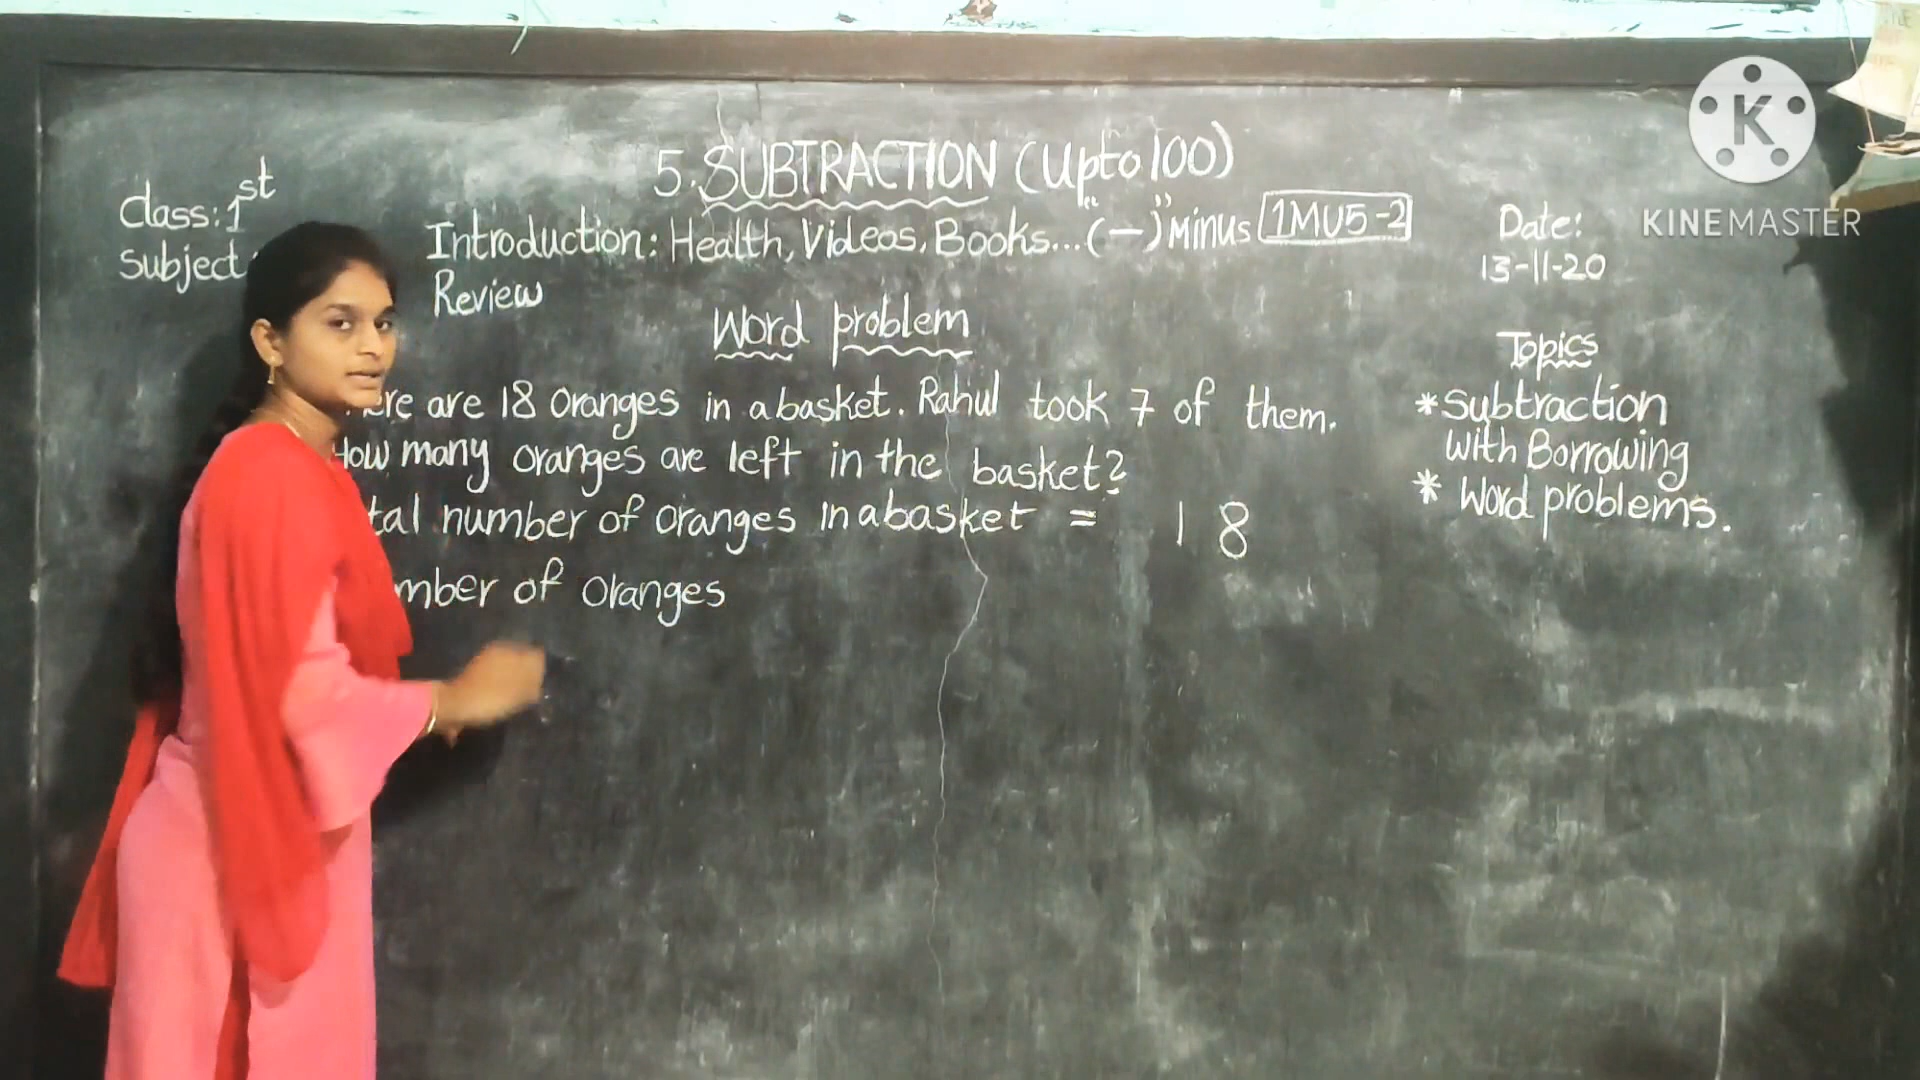 5. SUBTRACTION (Upto 100)
Class: 1st
Subject:
Introduction: Health, Videos, Books... "(-)" Minus 1MU5-2
Review
Date:
13-11-20
Word problem
ere are 18 oranges in a basket. Rahul took 7 of them.
How many oranges are left in the basket?
tal number of oranges in a basket = 18
mber of oranges
Topics
* Subtraction
with Borrowing
* Word problems.
K
KINEMASTER